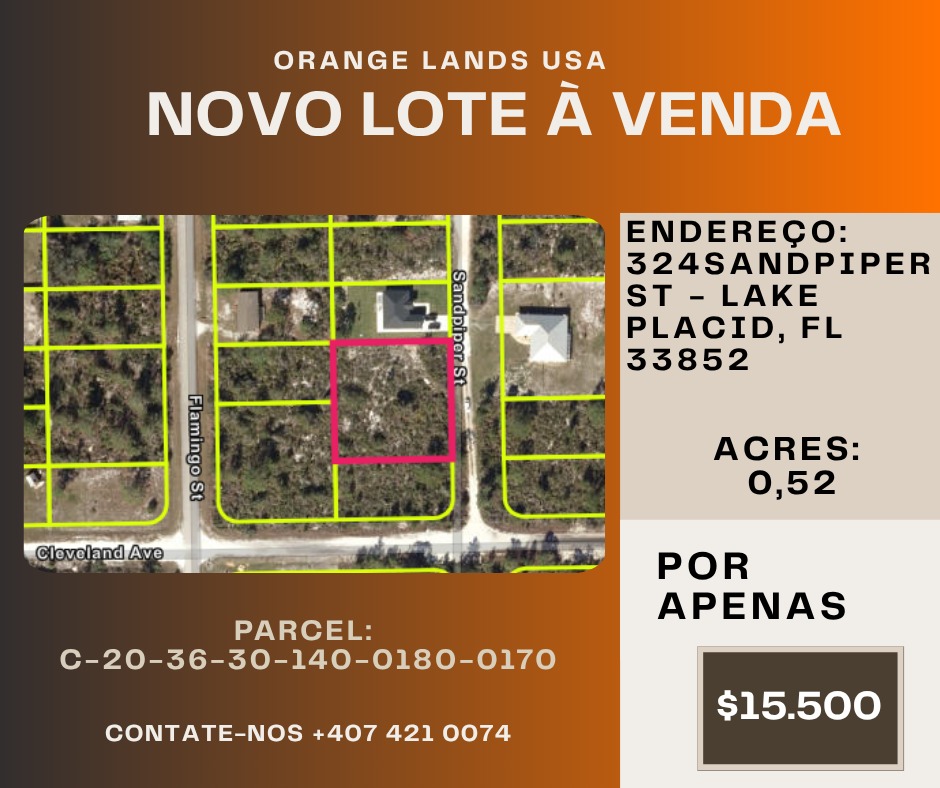 ORANGE LANDS USA
NOVO LOTE À VENDA
ENDEREÇO:
324SANDPIPER
ST - LAKE
PLACID, FL
33852
ACRES:
0,52
Sandpiper St
Flamingo St
Cleveland Ave
POR
APENAS
$15.500
PARCEL:
C-20-36-30-140-0180-0170
CONTATE-NOS +407 421 0074